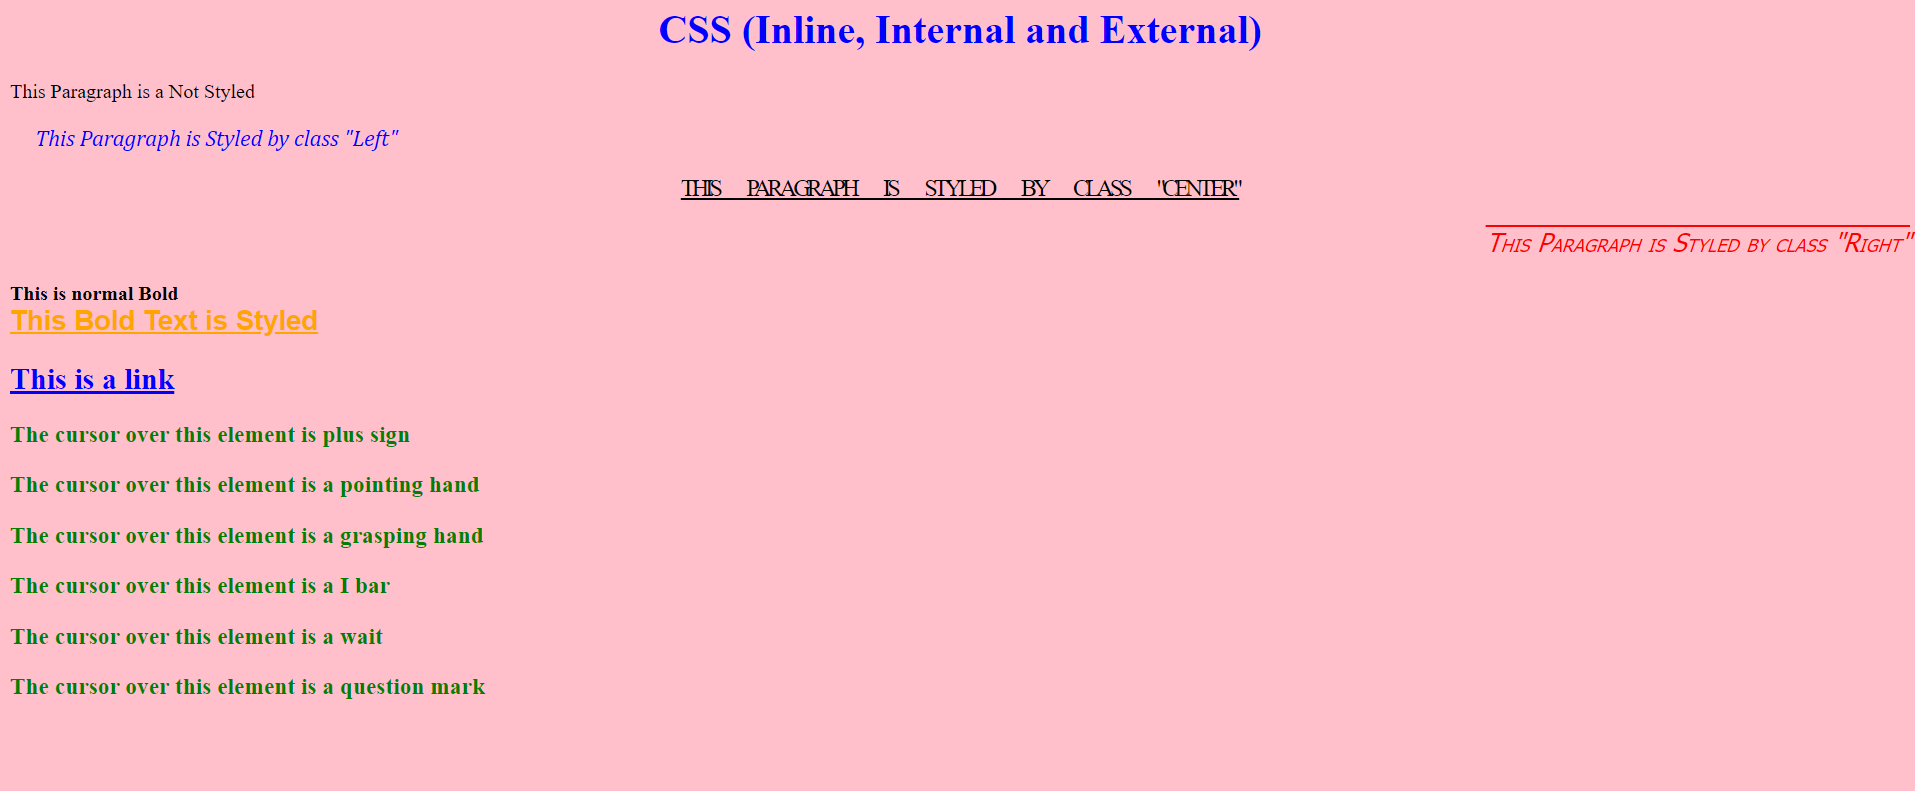 CSS (Inline, Internal and External)
This Paragraph is a Not Styled
This Paragraph is Styled by class "Left"
THIS PARAGRAPH IS STYLED BY CLASS "CENTER"
This Paragraph is Styled by class "Right"
This is normal Bold
This Bold Text is Styled
This is a link
The cursor over this element is plus sign
The cursor over this element is a pointing hand
The cursor over this element is a grasping hand
The cursor over this element is a I bar
The cursor over this element is a wait
The cursor over this element is a question mark